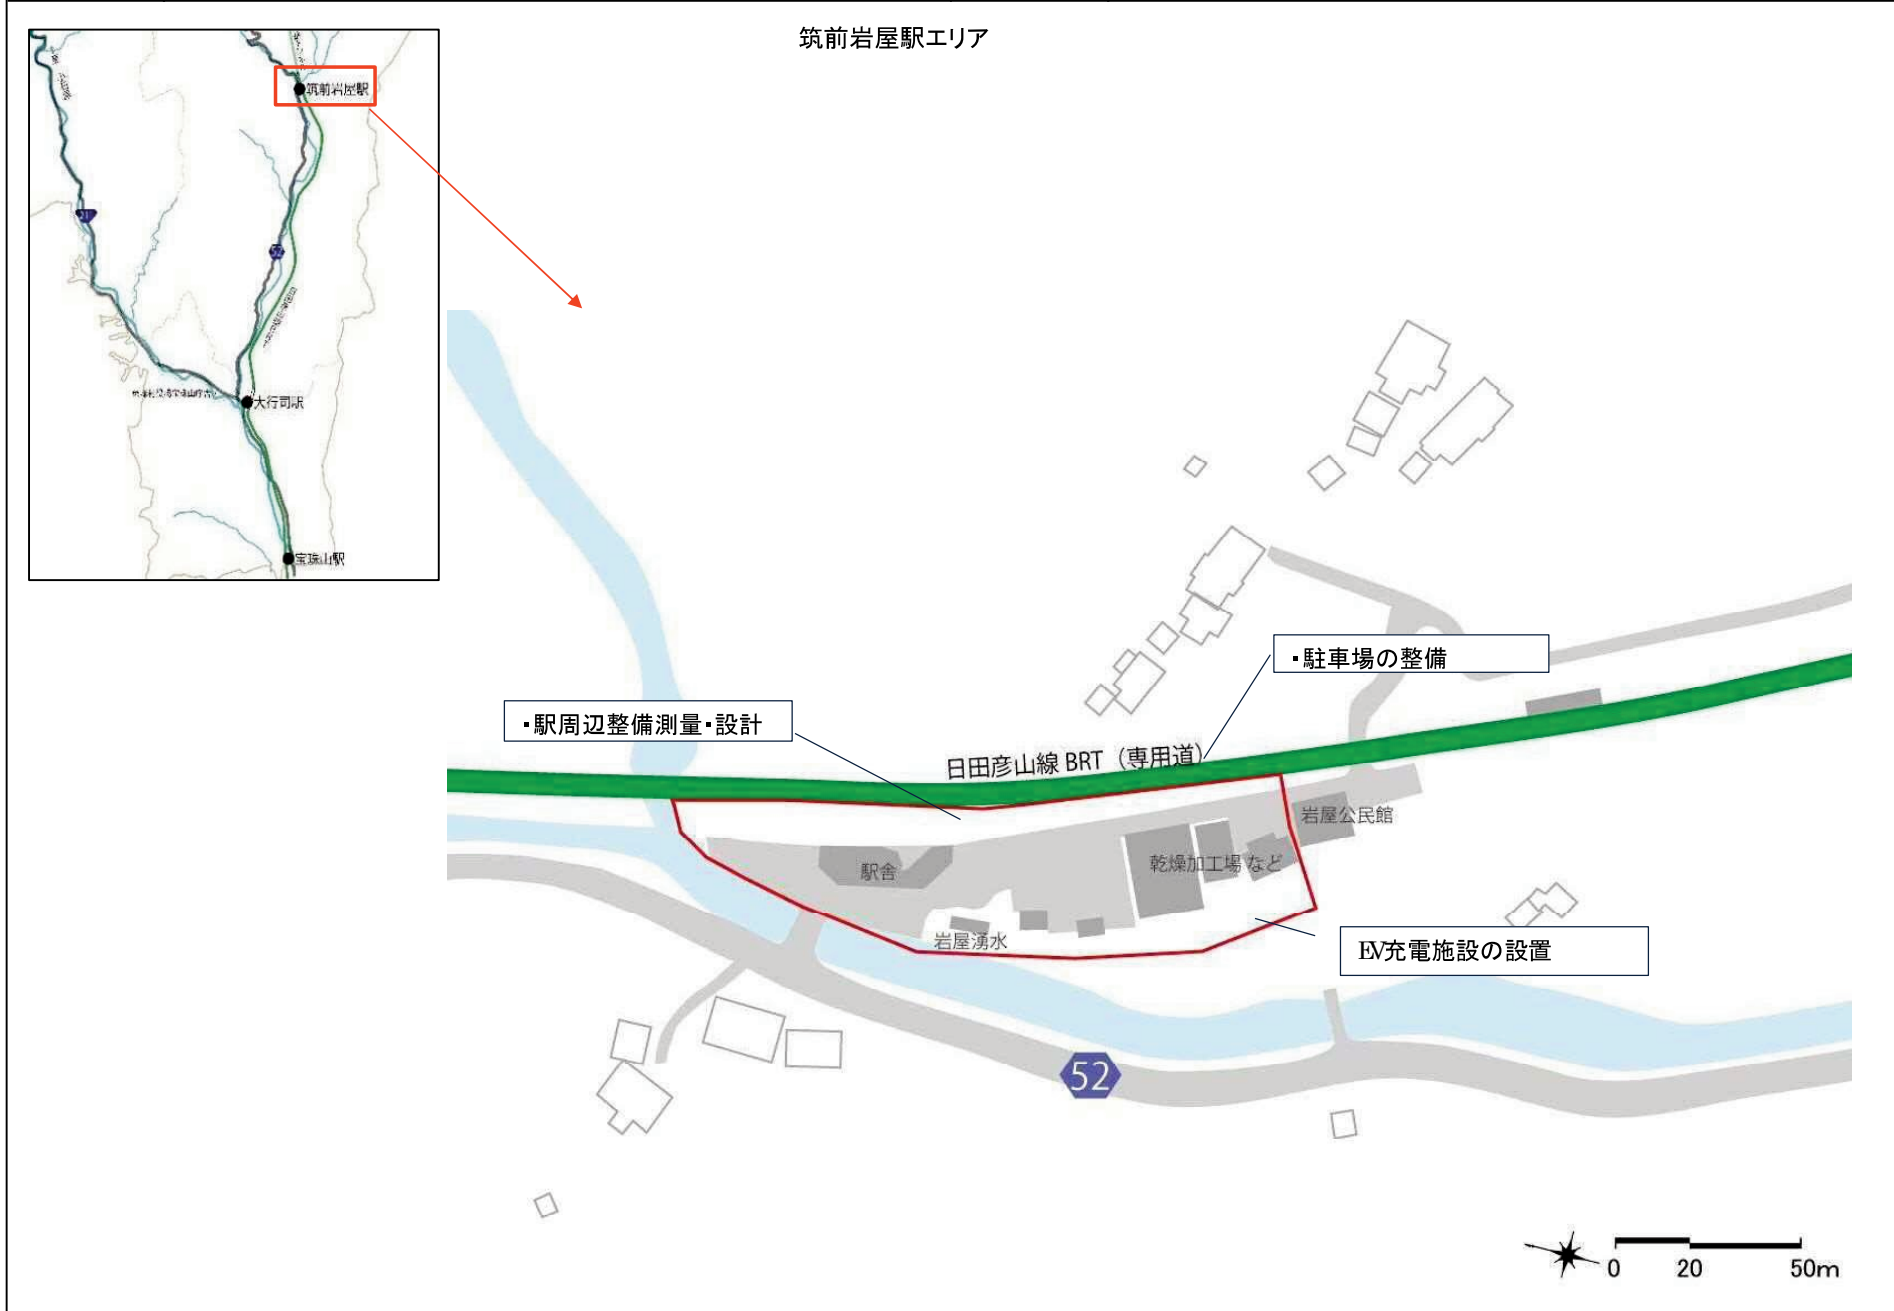 筑前岩屋駅エリア
筑前岩屋駅
52
大行司駅
宝珠山駅
・駐車場の整備
・駅周辺整備測量・設計
日田彦山線 BRT（専用道）
岩屋公民館
駅舎
乾燥加工場 など
岩屋湧水
EV充電施設の設置
52
0 20 50m